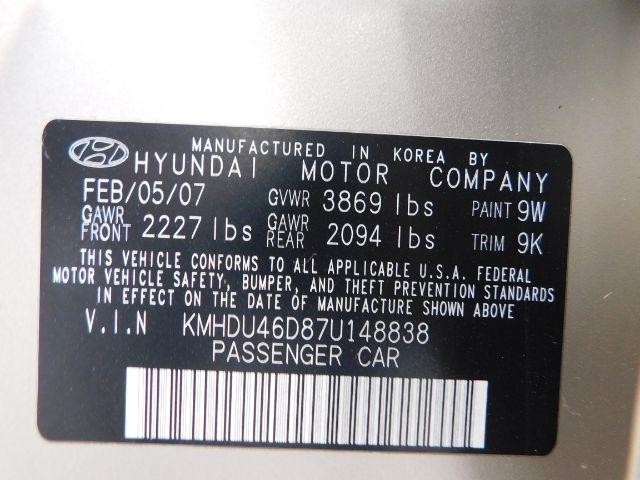 MANUFACTURED IN KOREA BY
HYUNDAI MOTOR COMPANY
FEB/05/07 GVWR 3869 lbs PAINT 9W
GAWR FRONT 2227 lbs GAWR REAR 2094 lbs TRIM 9K
THIS VEHICLE CONFORMS TO ALL APPLICABLE U.S.A. FEDERAL
MOTOR VEHICLE SAFETY, BUMPER, AND THEFT PREVENTION STANDARDS
IN EFFECT ON THE DATE OF MANUFACTURE SHOWN ABOVE
V.I.N KMHDU46D87U148838
PASSENGER CAR